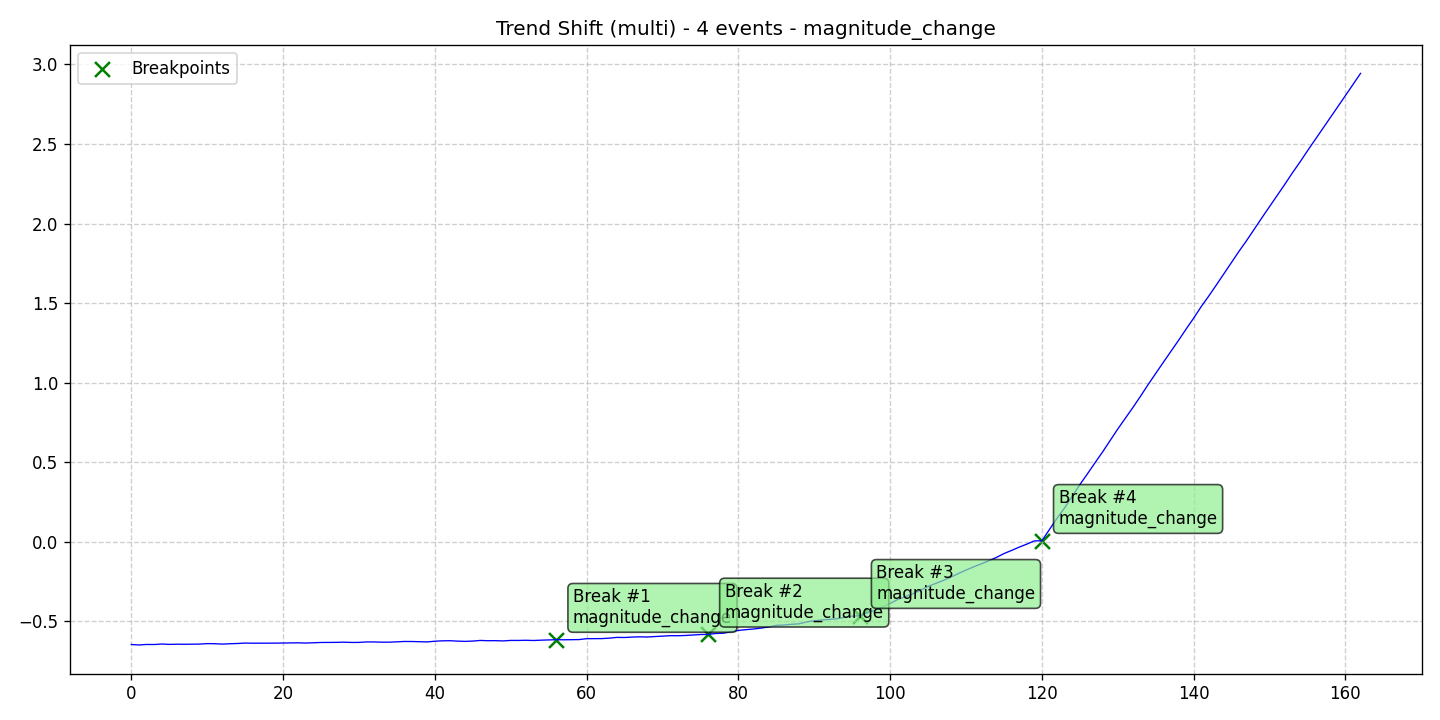 Trend Shift (multi) - 4 events - magnitude_change
Breakpoints
3.0
2.5
2.0
1.5
1.0
0.5
0.0
−0.5
Break #1
magnitude_change
Break #2
magnitude_change
Break #3
magnitude_change
Break #4
magnitude_change
0 20 40 60 80 100 120 140 160